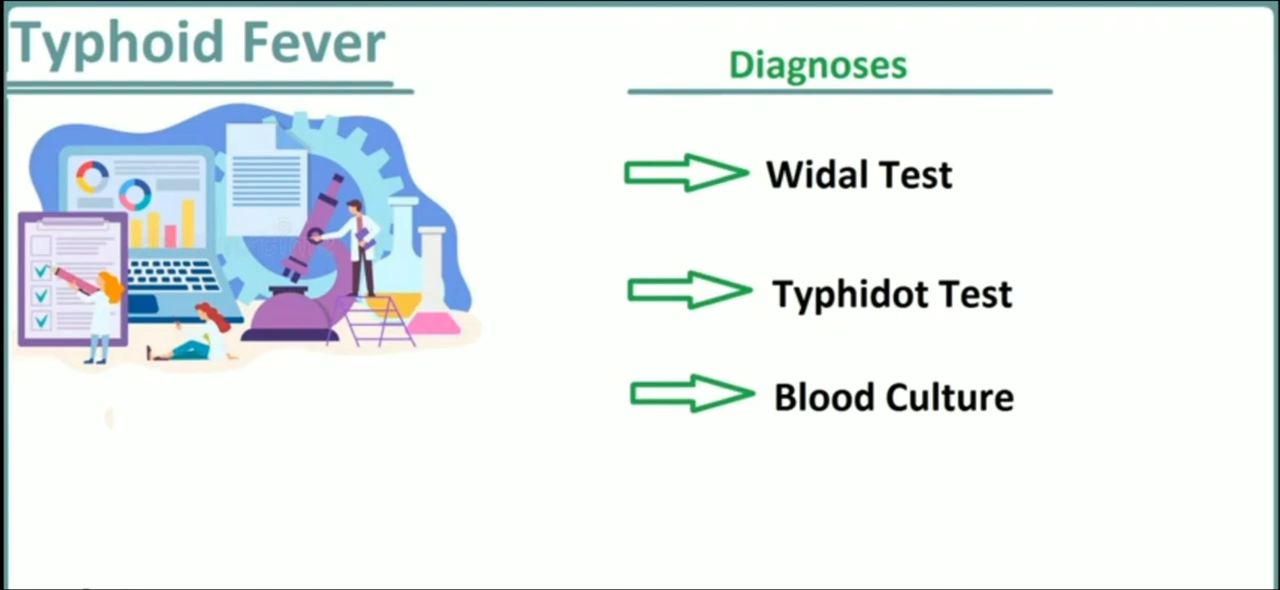 Typhoid Fever
Diagnoses
Widal Test
Typhidot Test
Blood Culture